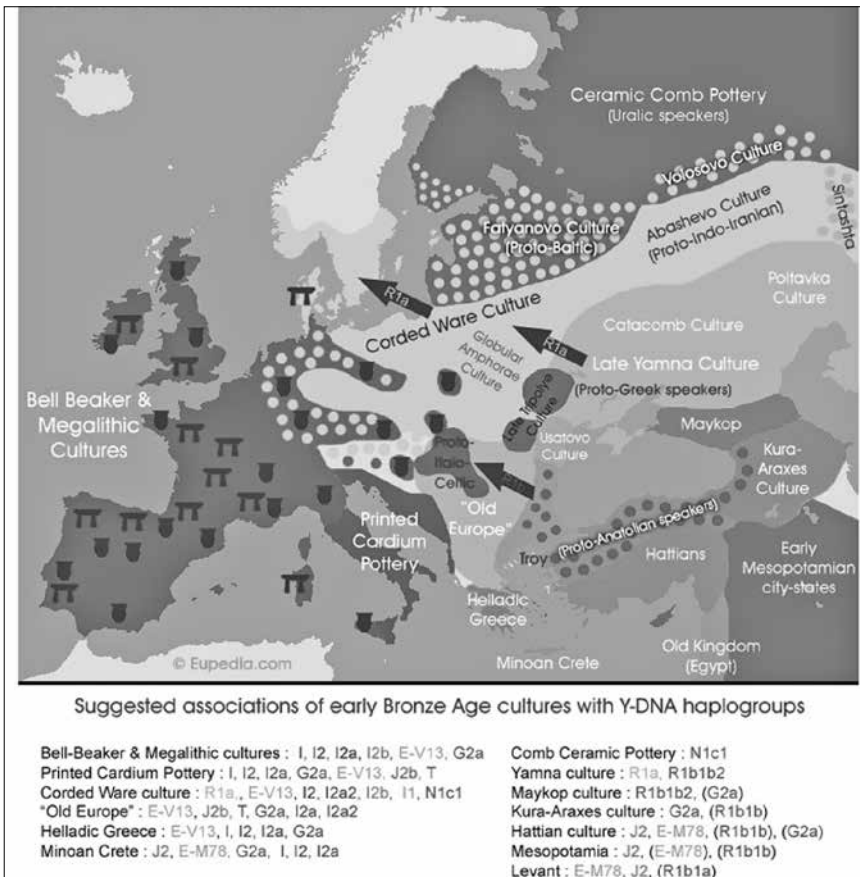 Ceramic Comb Pottery
(Uralic speakers)
Volosovo Culture
Sintashta
Abashevo Culture
(Proto-Indo-Iranian)
Fatyanovo Culture
(Proto-Baltic)
Poltavka
Culture
R1a
Corded Ware Culture
Catacomb Culture
R1a
Globular
Amphorae
Culture
Late Yamna Culture
(Proto-Greek speakers)
Late Tripolye
Culture
Bell Beaker &
Megalithic
Cultures
Maykop
Usatovo
Culture
Proto-
Italo-
Celtic
Kura-
Araxes
Culture
"Old
Europe"
Printed
Cardium
Pottery
(Proto-Anatolian speakers)
Troy
Hattians
Early
Mesopotamian
city-states
Helladic
Greece
Minoan Crete
Old Kingdom
(Egypt)
© Eupedia.com
Suggested associations of early Bronze Age cultures with Y-DNA haplogroups
Bell-Beaker & Megalithic cultures : I, I2, I2a, I2b, E-V13, G2a
Printed Cardium Pottery : I, I2, I2a, G2a, E-V13, J2b, T
Corded Ware culture : R1a,, E-V13, I2, I2a2, I2b, I1, N1c1
"Old Europe" : E-V13, J2b, T, G2a, I2a, I2a2
Helladic Greece : E-V13, I, I2, I2a, G2a
Minoan Crete : J2, E-M78, G2a, I, I2, I2a
Comb Ceramic Pottery : N1c1
Yamna culture : R1a, R1b1b2
Maykop culture : R1b1b2, (G2a)
Kura-Araxes culture : G2a, (R1b1b)
Hattian culture : J2, E-M78, (R1b1b), (G2a)
Mesopotamia : J2, (E-M78), (R1b1b)
Levant : E-M78, J2, (R1b1a)